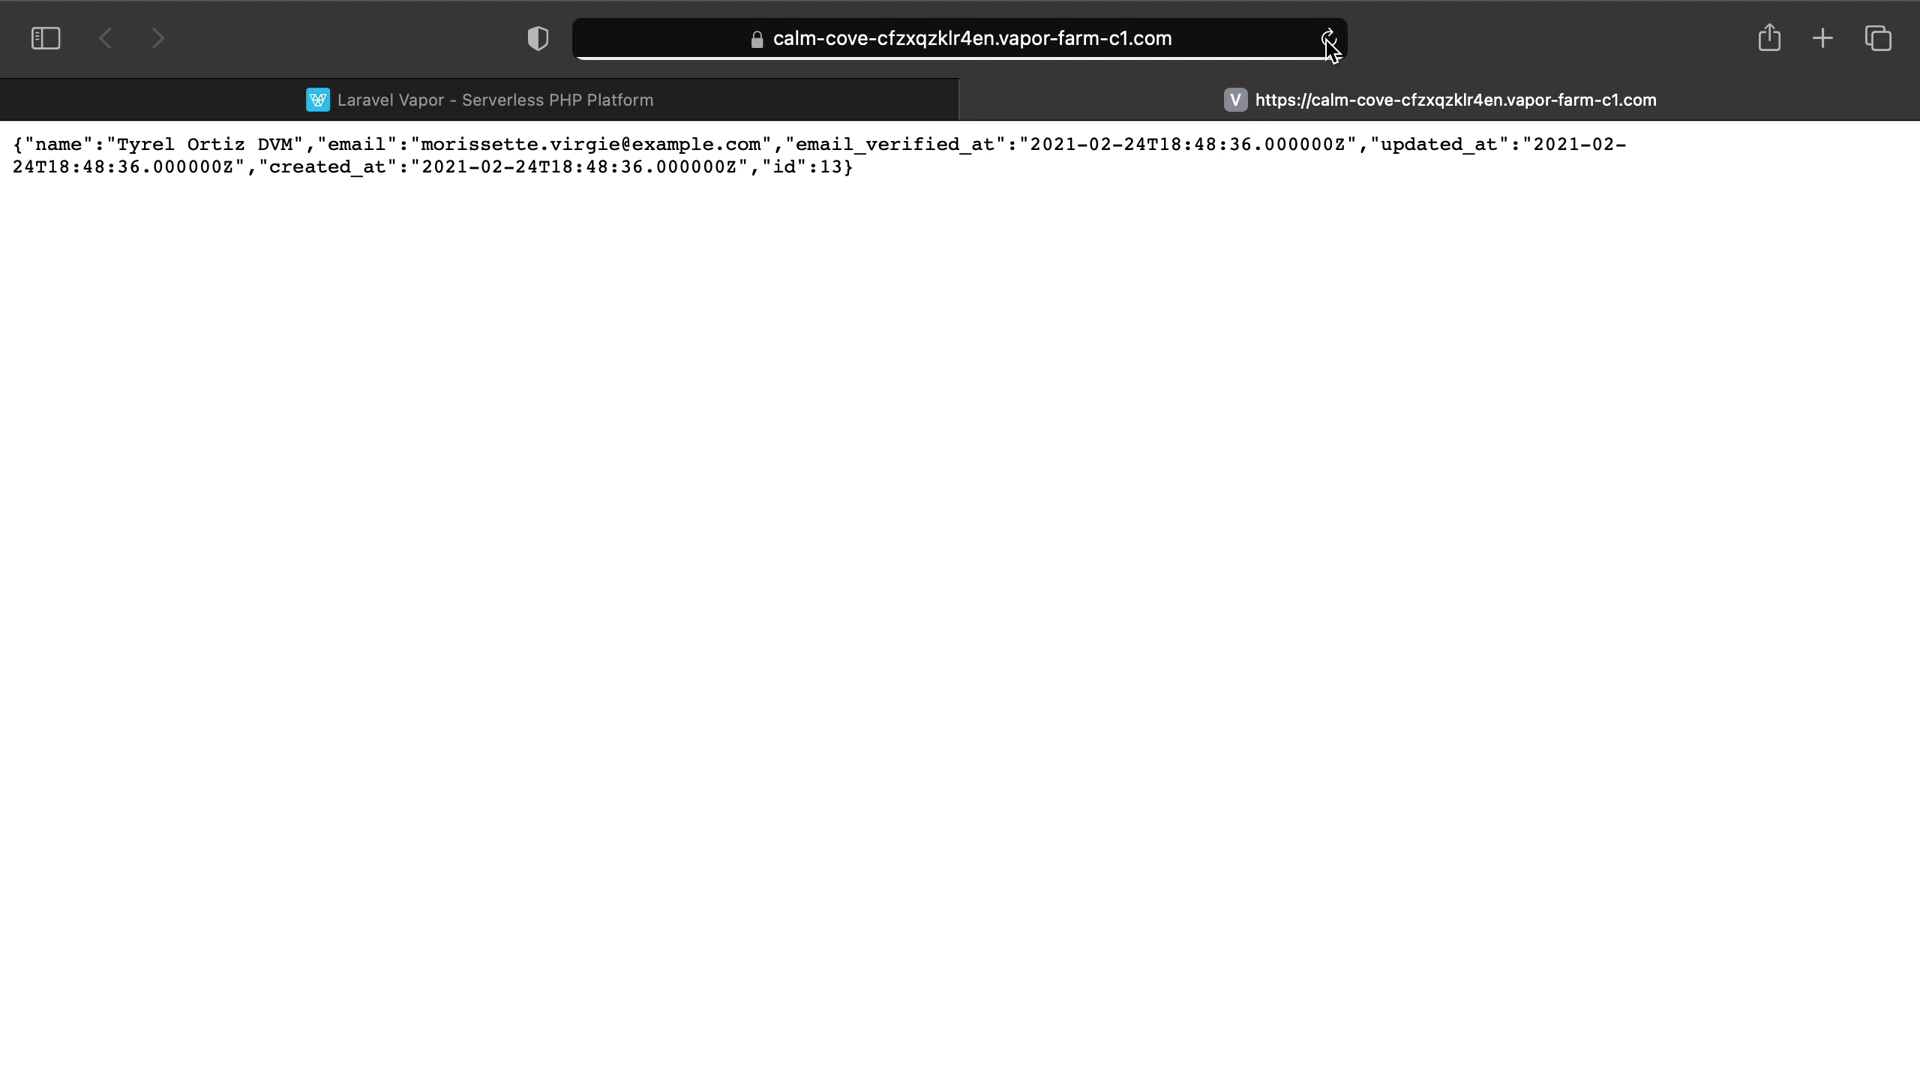 calm-cove-cfzxqzklr4en.vapor-farm-c1.com
Laravel Vapor - Serverless PHP Platform
V https://calm-cove-cfzxqzklr4en.vapor-farm-c1.com
{"name":"Tyrel Ortiz DVM","email":"morissette.virgie@example.com","email_verified_at":"2021-02-24T18:48:36.000000Z","updated_at":"2021-02-
24T18:48:36.000000Z","created_at":"2021-02-24T18:48:36.000000Z","id":13}